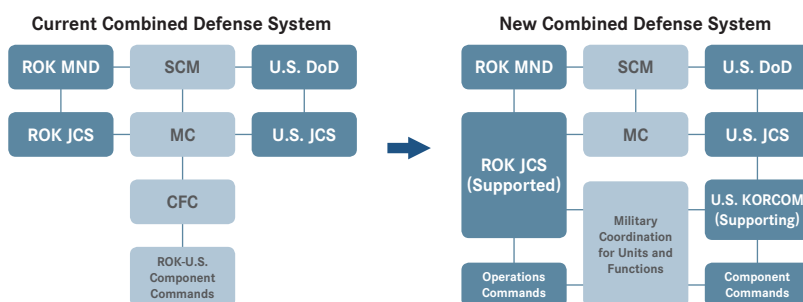 Current Combined Defense System
ROK MND
SCM
U.S. DoD
ROK JCS
MC
U.S. JCS
CFC
ROK-U.S.
Component
Commands
New Combined Defense System
ROK MND
SCM
U.S. DoD
ROK JCS
(Supported)
MC
U.S. JCS
Military
Coordination
for Units and
Functions
U.S. KORCOM
(Supporting)
Operations
Commands
Component
Commands